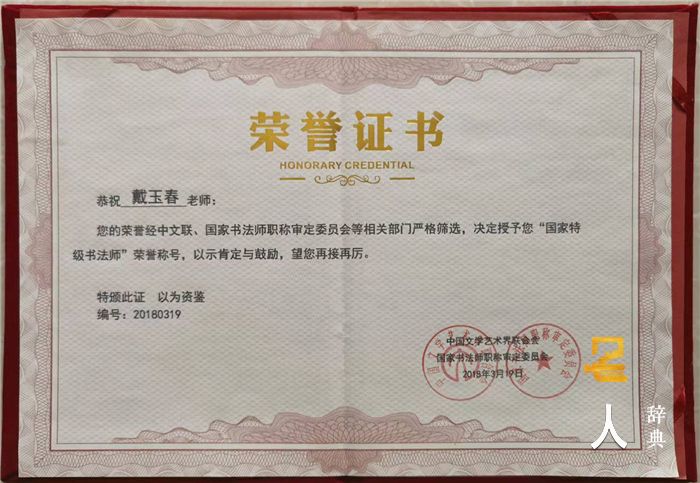 荣誉证书
HONORARY CREDENTIAL
恭祝 戴玉春 老师：
您的荣誉经中文联、国家书法师职称审定委员会等相关部门严格筛选，决定授予您“国家特
级书法师”荣誉称号，以示肯定与鼓励，望您再接再厉。
特颁此证 以为资鉴
编号：20180319
中国文学艺术界联合会
国家书法师职称审定委员会
2018年3月19日
人
辞典